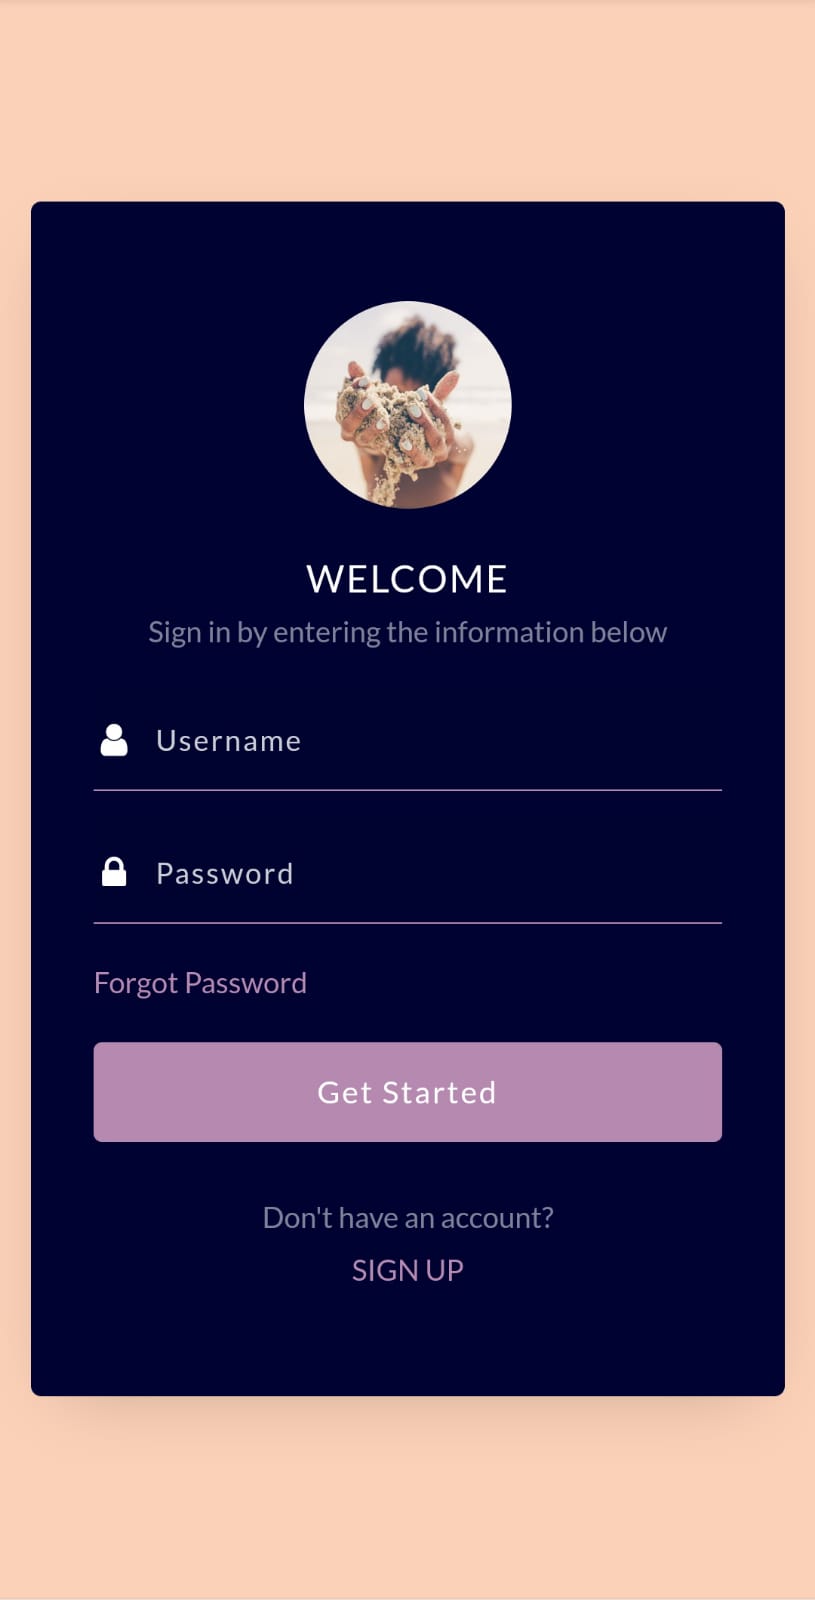 WELCOME
Sign in by entering the information below
Username
Password
Forgot Password
Get Started
Don't have an account?
SIGN UP